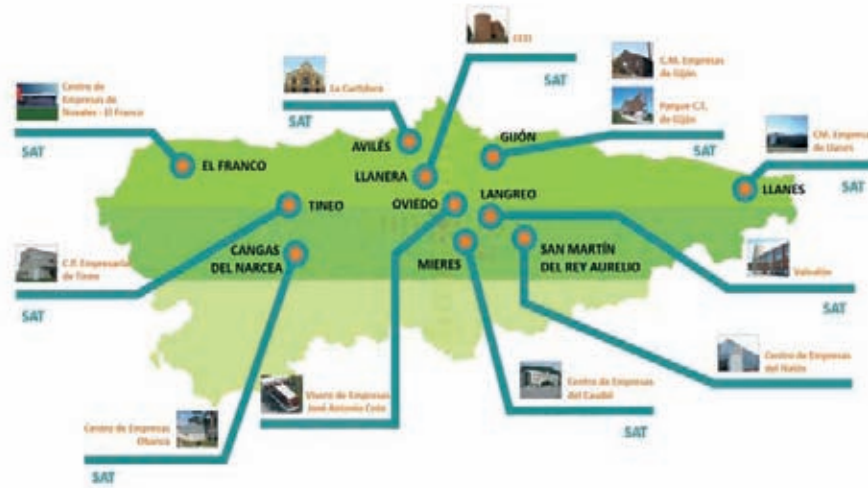 Centro de
Empresas de
Novales - El Franco
SAT
La Curtidora
SAT
CEEI
SAT
C.M. Empresas
de Gijón
Parque C.T.
de Gijón
SAT
C.M. Empresas
de Llanes
SAT
EL FRANCO
AVILÉS
LLANERA
GIJÓN
LLANES
TINEO
OVIEDO
LANGREO
CANGAS
DEL NARCEA
MIERES
SAN MARTÍN
DEL REY AURELIO
C.P. Empresarial
de Tineo
SAT
Valnalón
SAT
Centro de Empresas
del Nalón
Centro de Empresas
del Caudal
SAT
Vivero de Empresas
José Antonio Coto
Centro de Empresas
Obanca
SAT